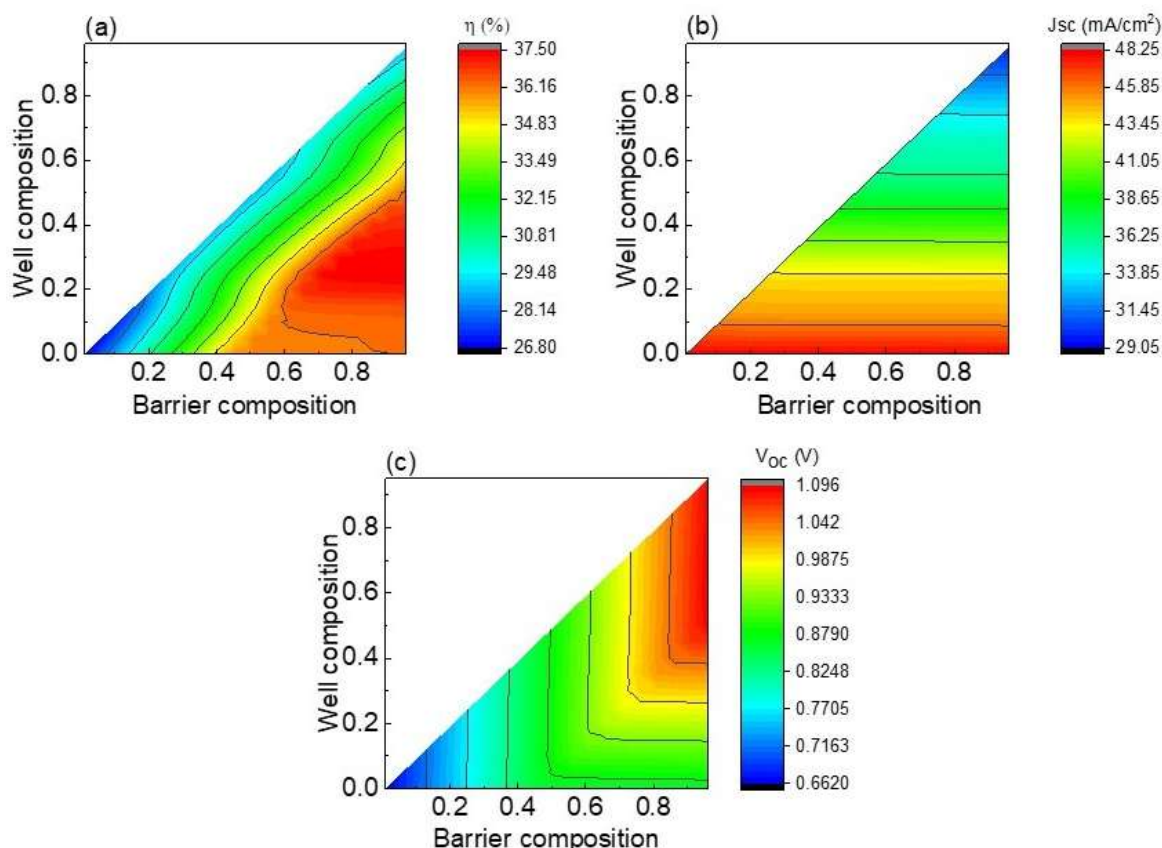 (a)
η (%)
37.50
36.16
34.83
33.49
32.15
30.81
29.48
28.14
26.80
Well composition
0.8
0.6
0.4
0.2
0.0
0.2 0.4 0.6 0.8
Barrier composition
(b)
Jsc (mA/cm²)
48.25
45.85
43.45
41.05
38.65
36.25
33.85
31.45
29.05
Well composition
0.8
0.6
0.4
0.2
0.0
0.2 0.4 0.6 0.8
Barrier composition
(c)
V_OC (V)
1.096
1.042
0.9875
0.9333
0.8790
0.8248
0.7705
0.7163
0.6620
Well composition
0.8
0.6
0.4
0.2
0.0
0.2 0.4 0.6 0.8
Barrier composition